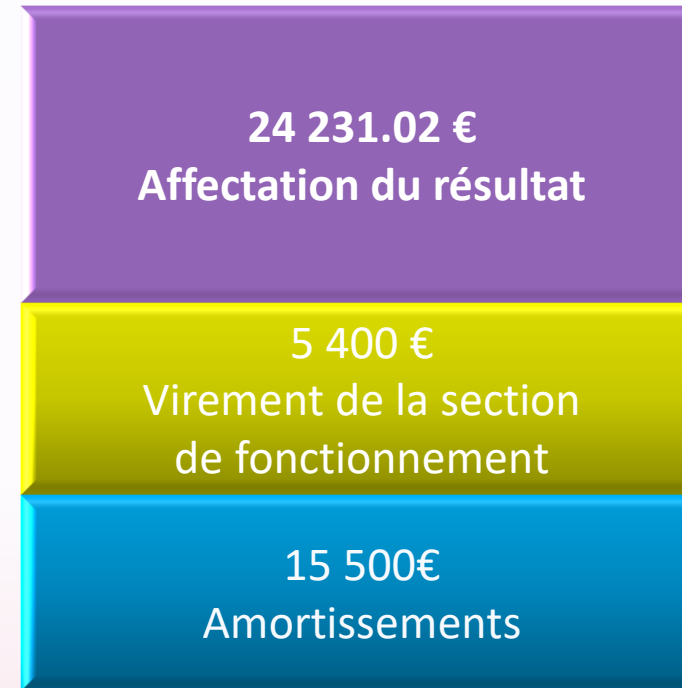 24 231.02 €
Affectation du résultat
5 400 €
Virement de la section
de fonctionnement
15 500€
Amortissements